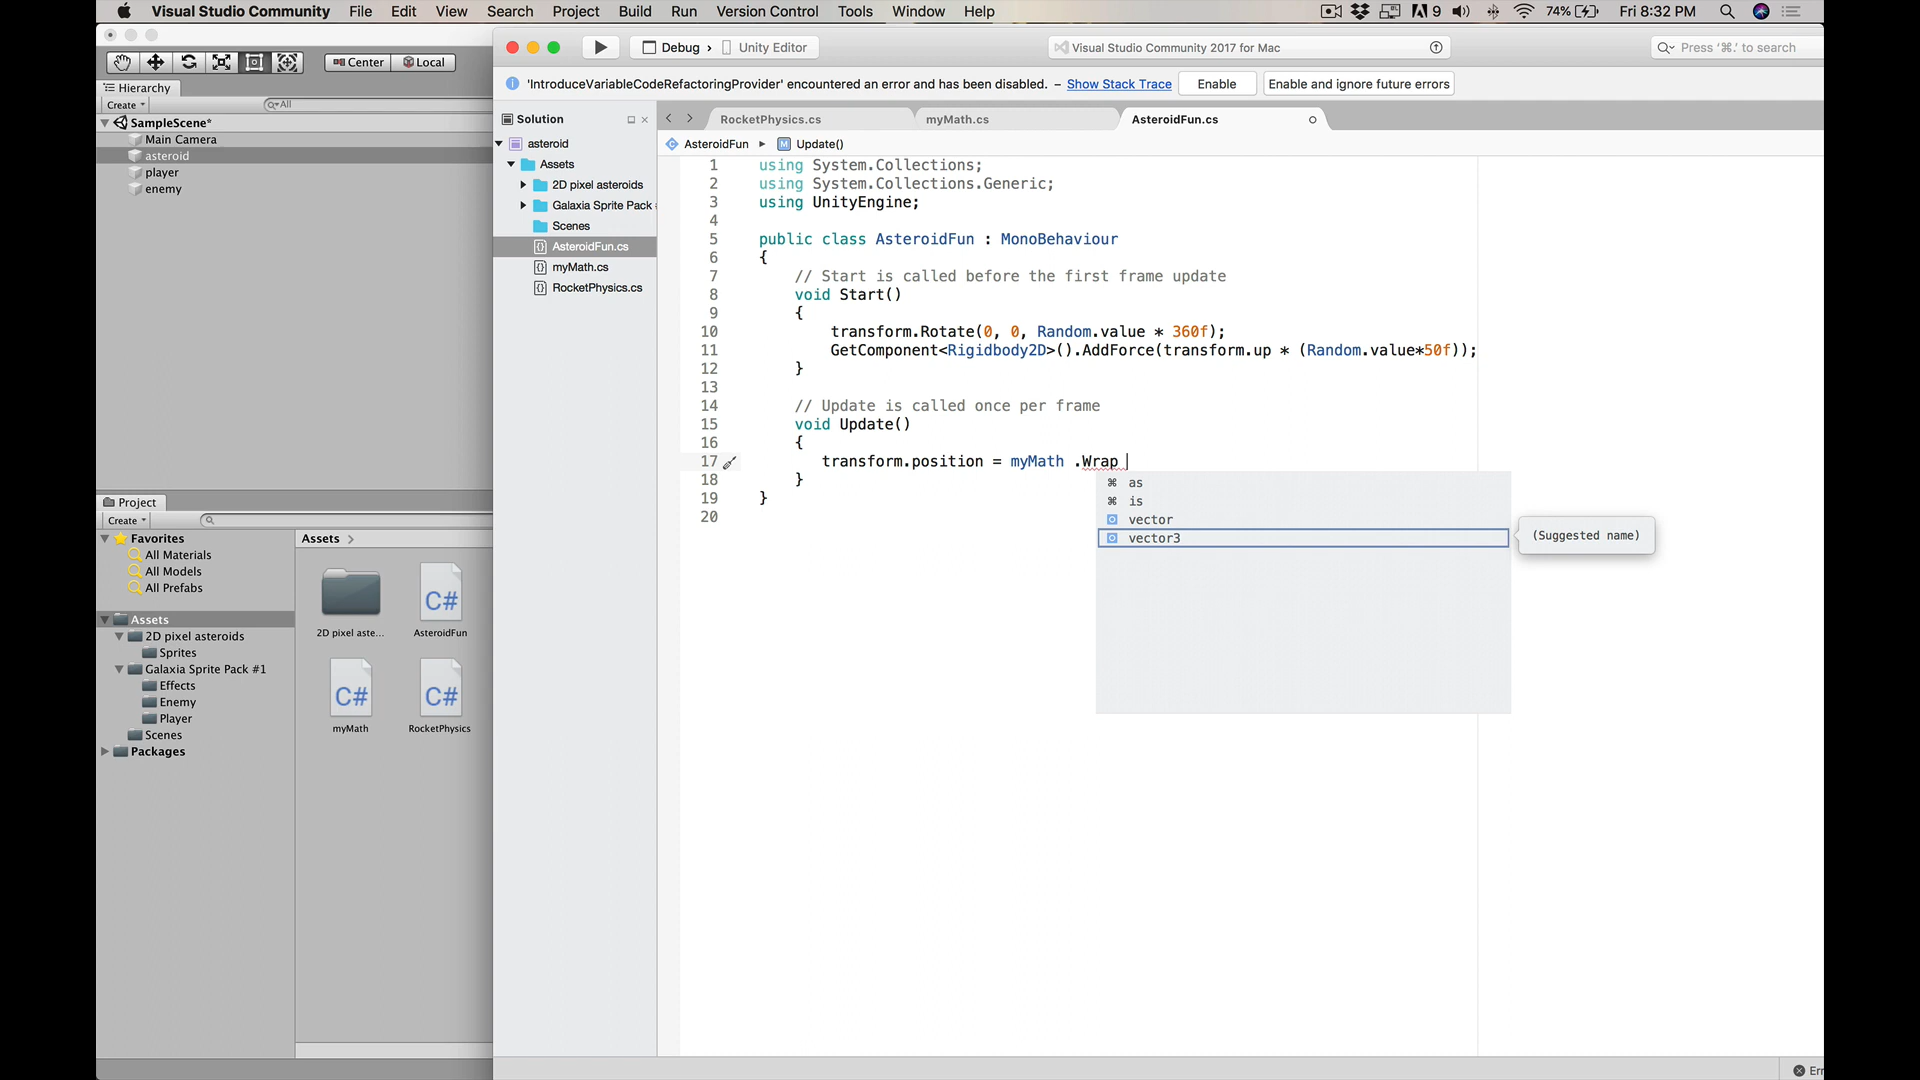 Visual Studio Community File Edit View Search Project Build Run Version Control Tools Window Help 9 74% Fri 8:32 PM
Debug › Unity Editor Visual Studio Community 2017 for Mac Press '⌘.' to search
Center Local
'IntroduceVariableCodeRefactoringProvider' encountered an error and has been disabled. – Show Stack Trace Enable Enable and ignore future errors
Hierarchy
Create All
SampleScene*
Main Camera
asteroid
player
enemy
Project
Create
Favorites
All Materials
All Models
All Prefabs
Assets
2D pixel asteroids
Sprites
Galaxia Sprite Pack #1
Effects
Enemy
Player
Scenes
Packages
Assets >
2D pixel aste...
C#
AsteroidFun
C#
myMath
C#
RocketPhysics
Solution
asteroid
Assets
2D pixel asteroids
Galaxia Sprite Pack
Scenes
AsteroidFun.cs
myMath.cs
RocketPhysics.cs
RocketPhysics.cs myMath.cs AsteroidFun.cs
AsteroidFun Update()
1 using System.Collections;
2 using System.Collections.Generic;
3 using UnityEngine;
4
5 public class AsteroidFun : MonoBehaviour
6 {
7 // Start is called before the first frame update
8 void Start()
9 {
10 transform.Rotate(0, 0, Random.value * 360f);
11 GetComponent<Rigidbody2D>().AddForce(transform.up * (Random.value*50f));
12 }
13
14 // Update is called once per frame
15 void Update()
16 {
17 transform.position = myMath .Wrap
18 }
19 }
20
as
is
vector
vector3
(Suggested name)